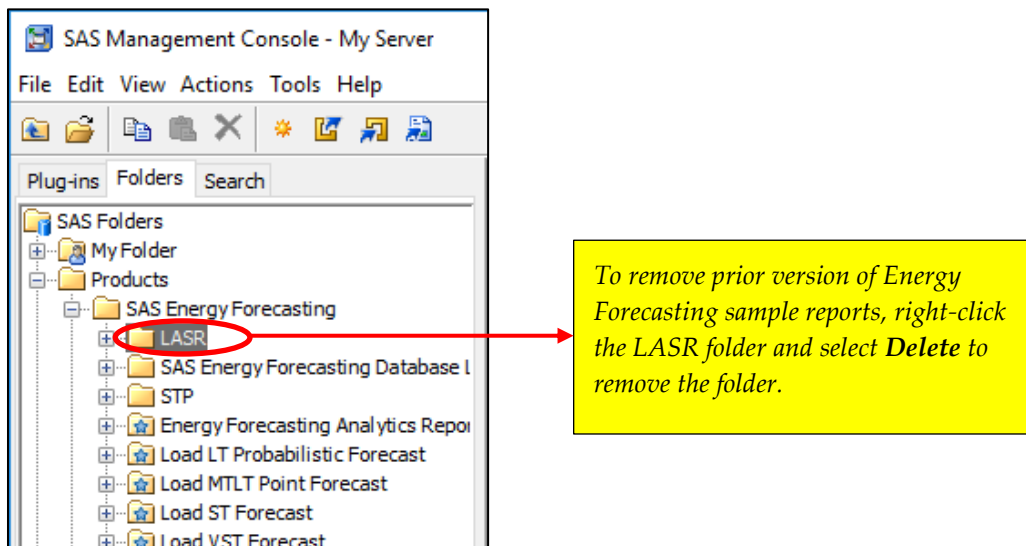 SAS Management Console - My Server
File Edit View Actions Tools Help
Plug-ins Folders Search
SAS Folders
My Folder
Products
SAS Energy Forecasting
LASR
SAS Energy Forecasting Database L
STP
Energy Forecasting Analytics Repor
Load LT Probabilistic Forecast
Load MTLT Point Forecast
Load ST Forecast
Load VST Forecast
To remove prior version of Energy
Forecasting sample reports, right-click
the LASR folder and select Delete to
remove the folder.